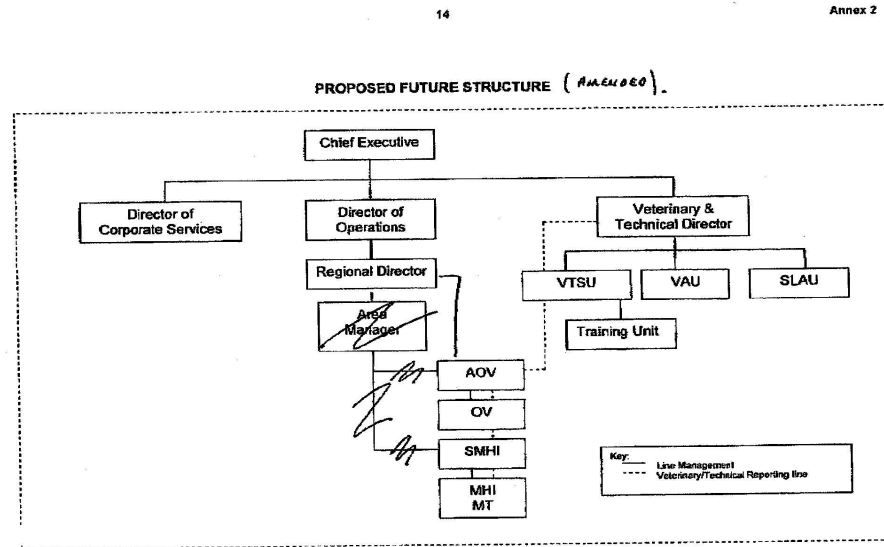 14
Annex 2
PROPOSED FUTURE STRUCTURE (AMENDED).
Chief Executive
Director of
Corporate Services
Director of
Operations
Veterinary &
Technical Director
Regional Director
VTSU
VAU
SLAU
Area
Manager
Training Unit
AOV
OV
SMHI
MHI
MT
Key:
Line Management
Veterinary/Technical Reporting line